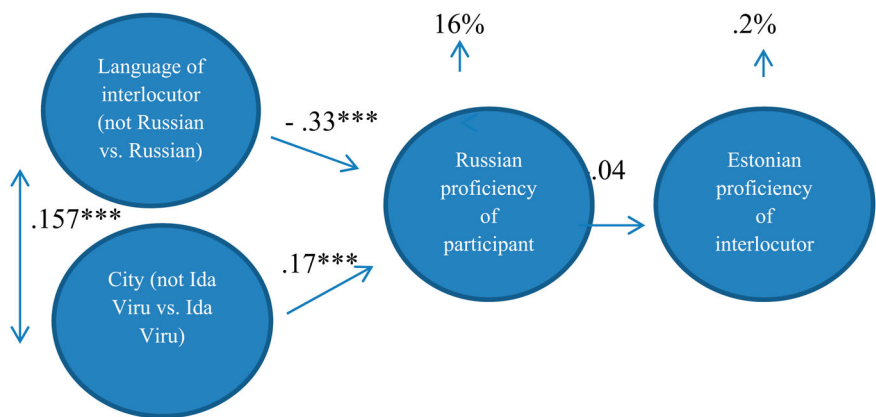 16%
.2%
Language of
interlocutor
(not Russian
vs. Russian)
- .33***
Russian
proficiency
of
participant
.04
Estonian
proficiency
of
interlocutor
.157***
City (not Ida
Viru vs. Ida
Viru)
.17***